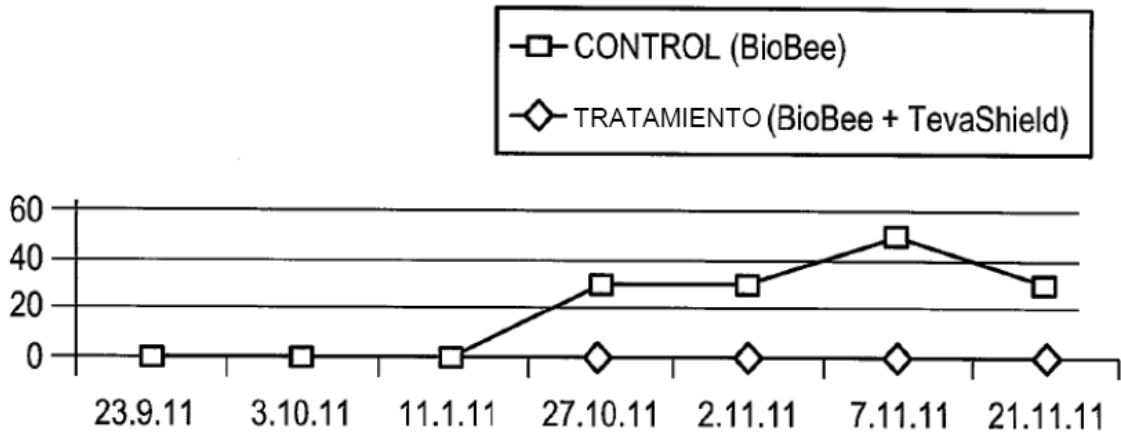 CONTROL (BioBee)
TRATAMIENTO (BioBee + TevaShield)
60
40
20
0
23.9.11 3.10.11 11.1.11 27.10.11 2.11.11 7.11.11 21.11.11